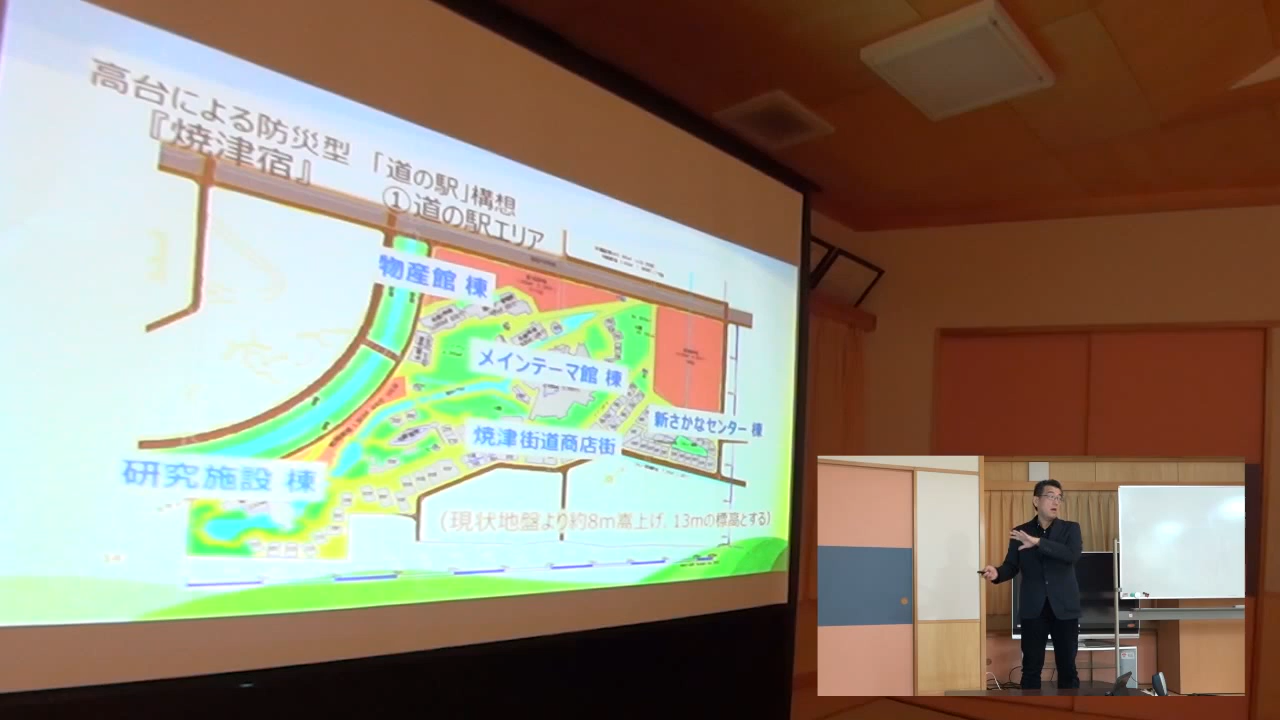 高台による防災型「道の駅」構想
『焼津宿』 ①道の駅エリア
物産館 棟
メインテーマ館 棟
新さかなセンター 棟
焼津街道商店街
研究施設 棟
(現状地盤より約8m嵩上げ、13mの標高とする)